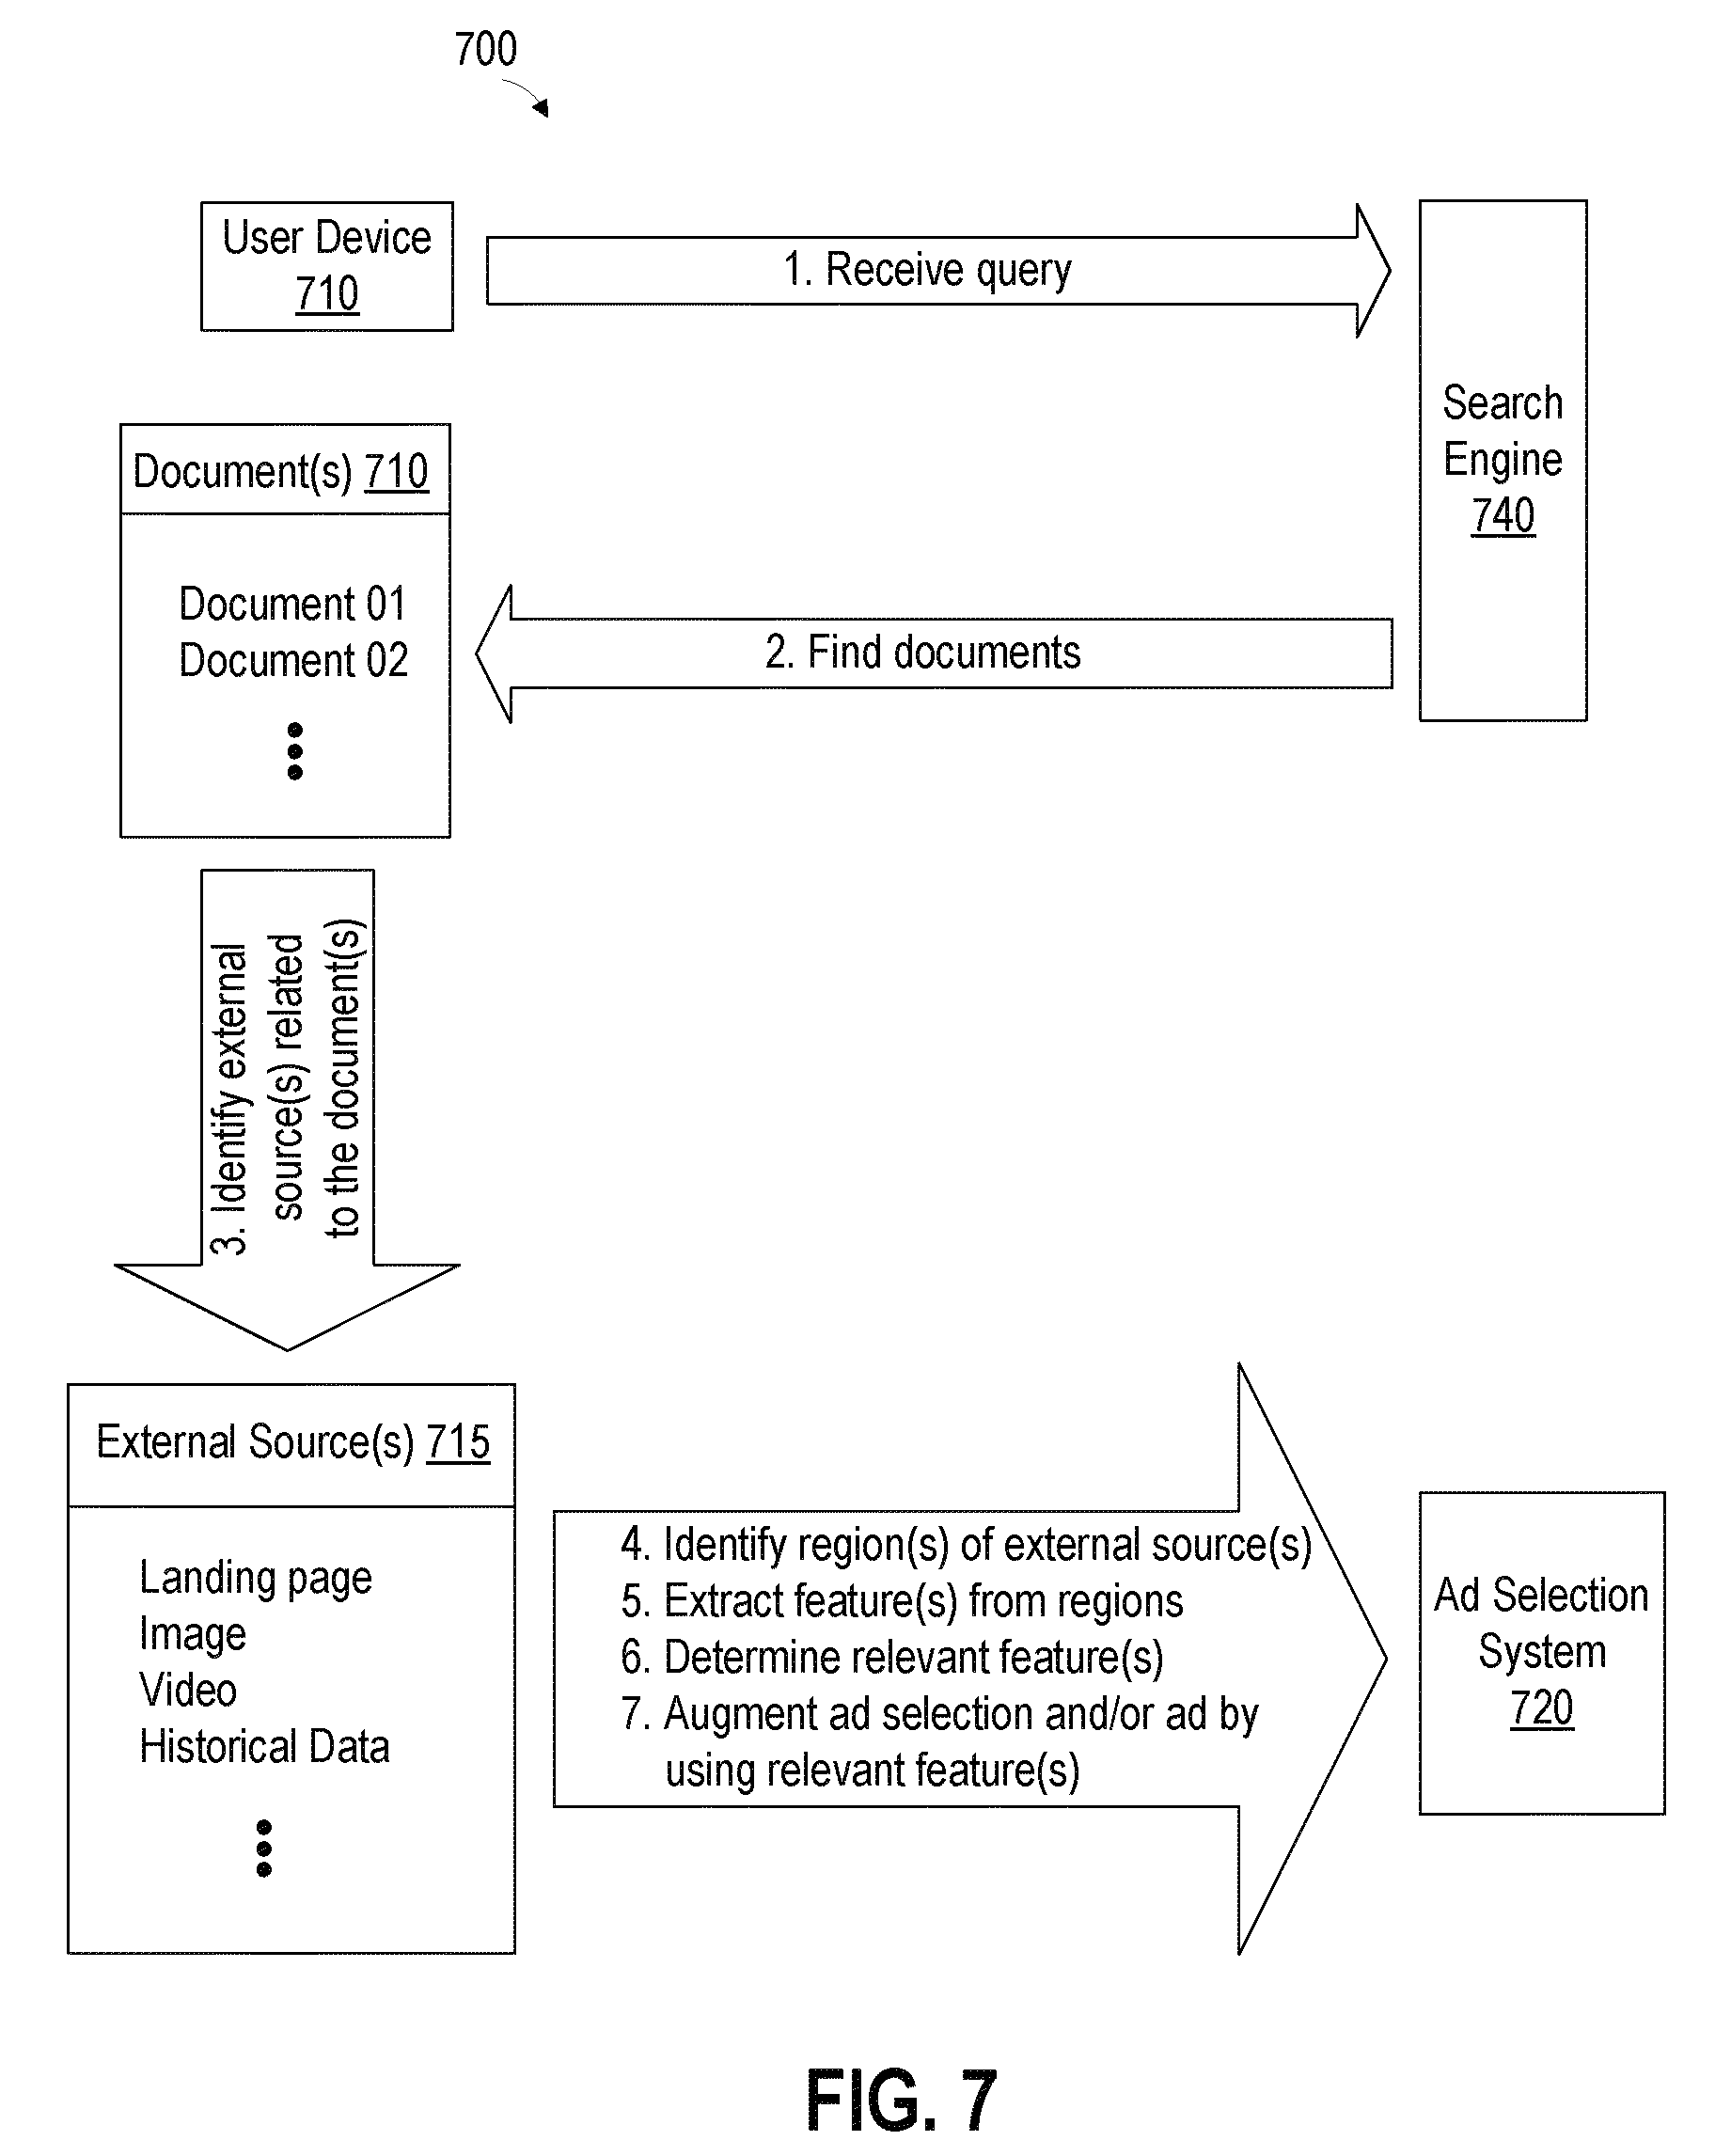 700
User Device
710
1. Receive query
Search
Engine
740
Document(s) 710
Document 01
Document 02
2. Find documents
3. Identify external
source(s) related
to the document(s)
External Source(s) 715
Landing page
Image
Video
Historical Data
4. Identify region(s) of external source(s)
5. Extract feature(s) from regions
6. Determine relevant feature(s)
7. Augment ad selection and/or ad by
using relevant feature(s)
Ad Selection
System
720
FIG. 7